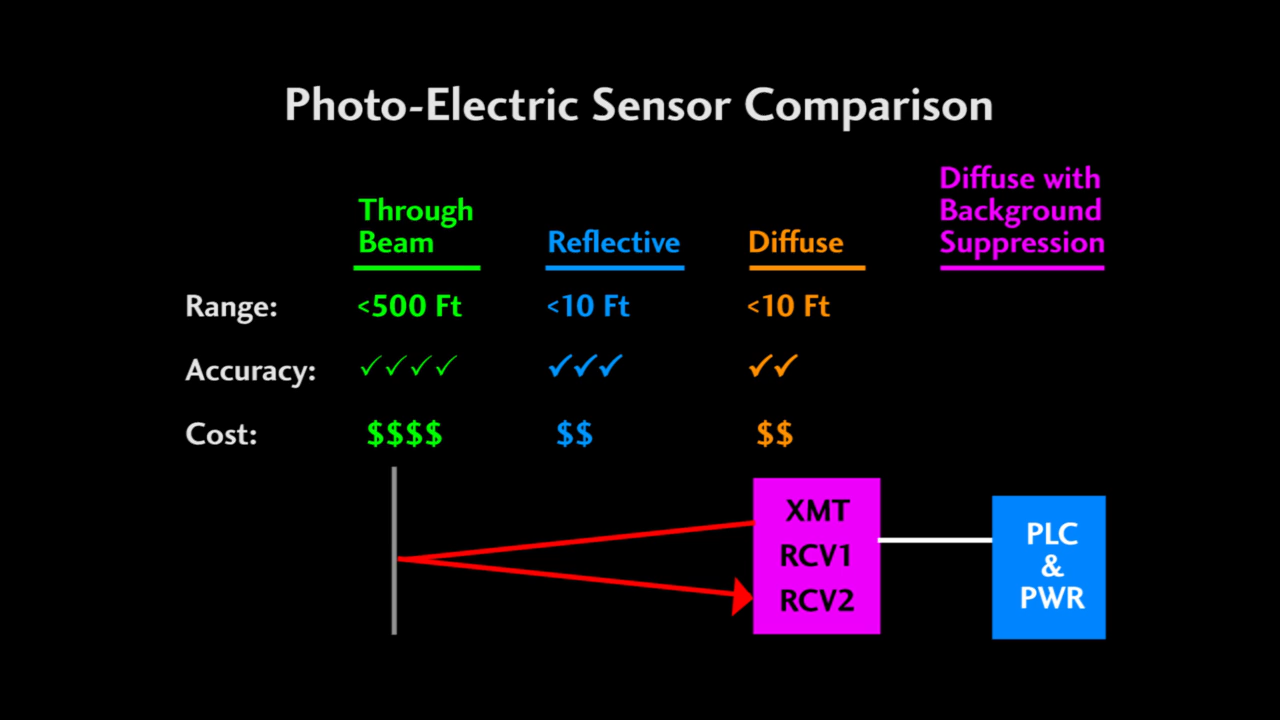 Photo-Electric Sensor Comparison
Through
Beam
Reflective
Diffuse
Diffuse with
Background
Suppression
Range: <500 Ft <10 Ft <10 Ft
Accuracy: ✓✓✓✓ ✓✓✓ ✓✓
Cost: $$$$ $$ $$
XMT
RCV1
RCV2
PLC
&
PWR